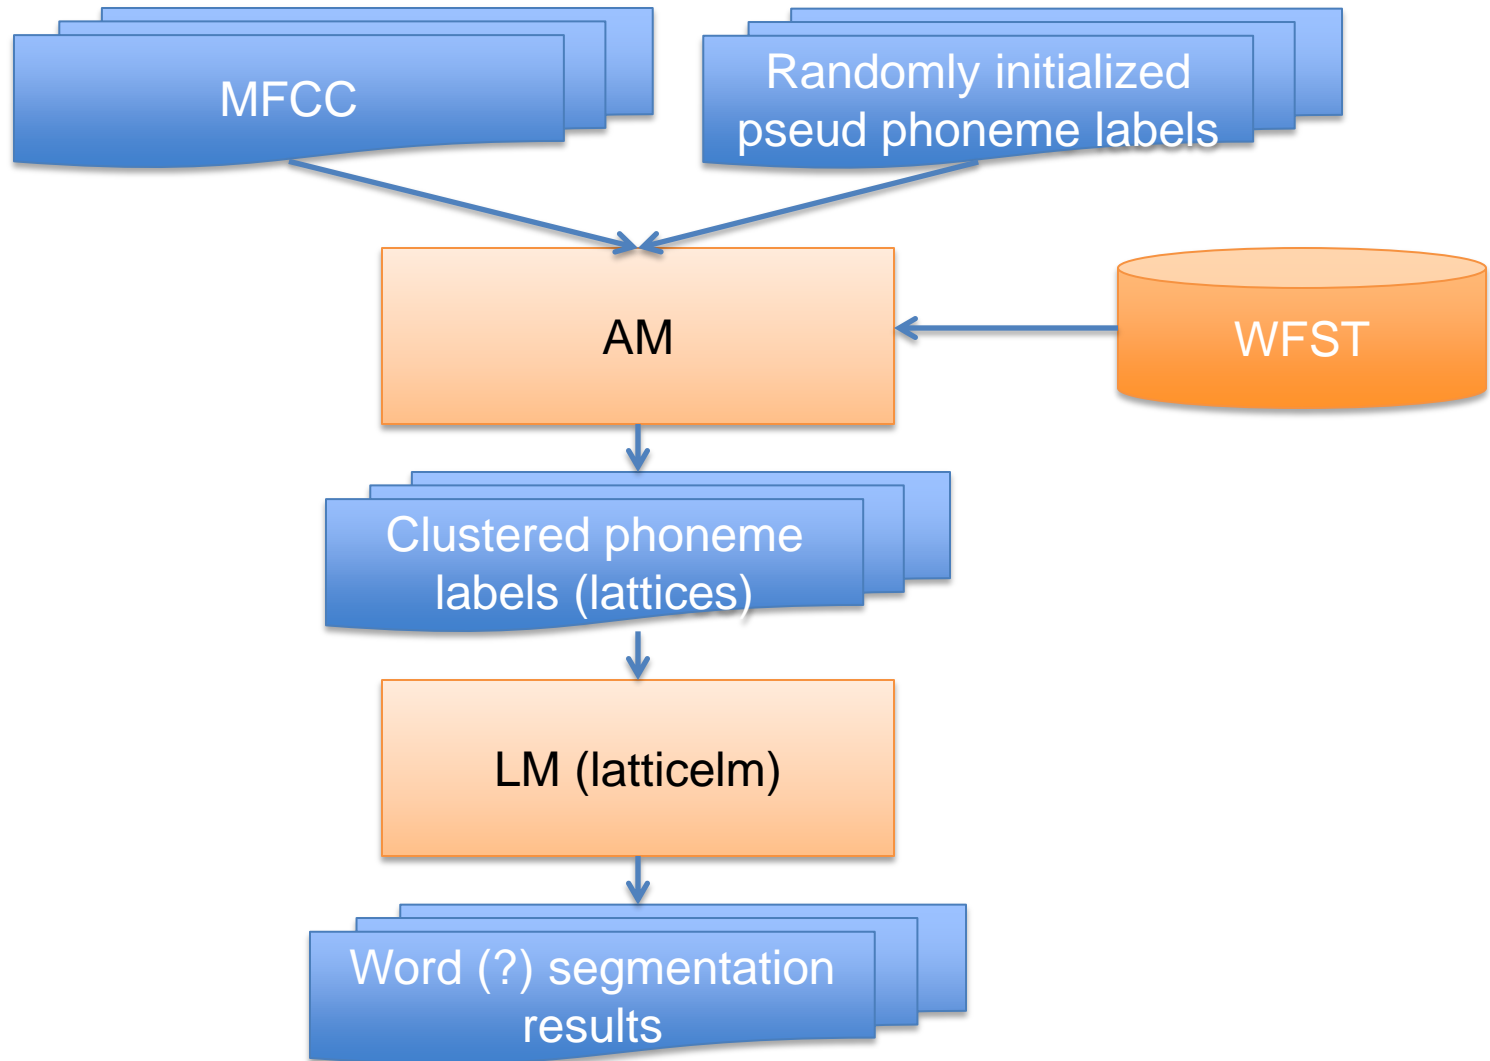 MFCC
Randomly initialized
pseud phoneme labels
AM
WFST
Clustered phoneme
labels (lattices)
LM (latticelm)
Word (?) segmentation
results